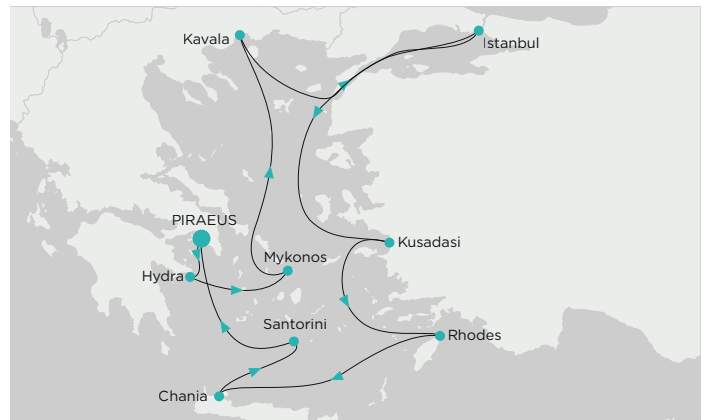 Kavala
Istanbul
PIRAEUS
Kusadasi
Mykonos
Hydra
Santorini
Rhodes
Chania